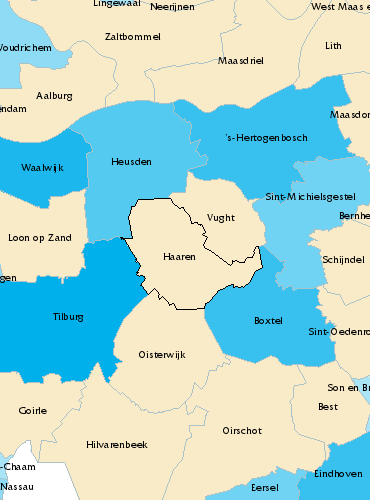 Lingewaal
Neerijnen
West Maas e
Zaltbommel
Woudrichem
Lith
Maasdriel
Aalburg
Maasdon
's-Hertogenbosch
Heusden
Waalwijk
Sint-Michielsgestel
Vught
Bernhe
Loon op Zand
Haaren
Schijndel
gen
Tilburg
Boxtel
Sint-Oedenro
Oisterwijk
Son en Br
Goirle
Best
Oirschot
Hilvarenbeek
-Chaam
Eindhoven
Nassau
Eersel